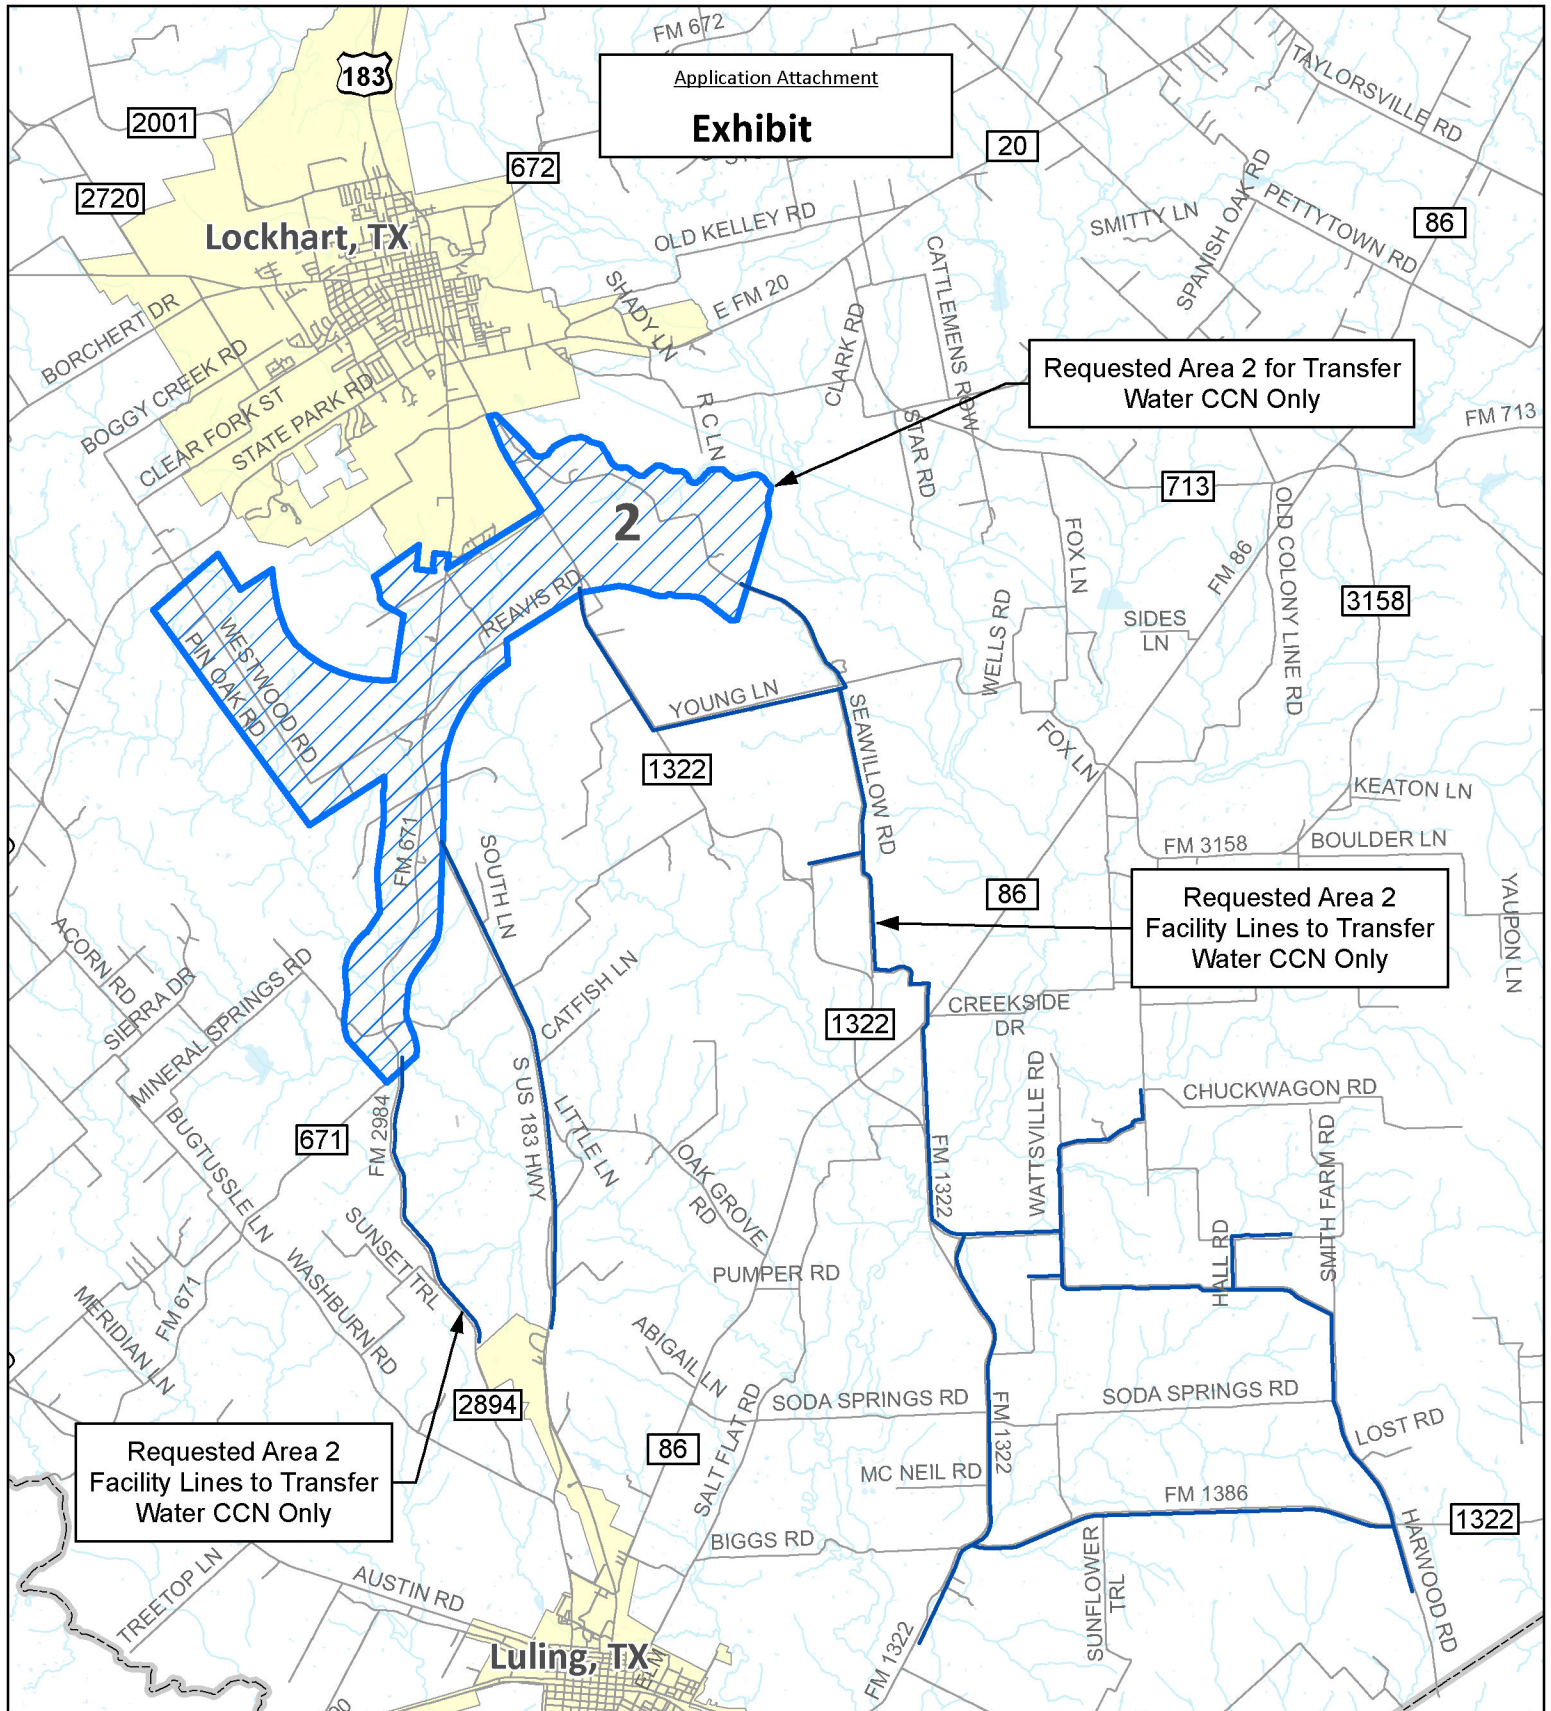 FM 672
183
Application Attachment
Exhibit
TAYLORSVILLE RD
2001
20
672
2720
SPANISH OAK RD
PETTYTOWN RD
SMITTY LN
86
OLD KELLEY RD
Lockhart, TX
CATTLEMENS ROW
SHADY LN
E FM 20
BORCHERT DR
CLARK RD
BOGGY CREEK RD
Requested Area 2 for Transfer
Water CCN Only
CLEAR FORK ST
STATE PARK RD
R C LN
STAR RD
FM 713
713
2
OLD COLONY LINE RD
FOX LN
FM 86
REAVIS RD
WELLS RD
3158
SIDES
LN
WESTWOOD RD
PIN OAK RD
YOUNG LN
SEAWILLOW RD
FOX LN
1322
KEATON LN
FM 671
SOUTH LN
FM 3158
BOULDER LN
86
Requested Area 2
Facility Lines to Transfer
Water CCN Only
YAUPON LN
ACORN RD
SIERRA DR
MINERAL SPRINGS RD
CATFISH LN
CREEKSIDE
DR
1322
S US 183 HWY
WATTSVILLE RD
CHUCKWAGON RD
BUGTUSSLE LN
671
FM 2984
LITTLE LN
OAK GROVE
RD
FM 1322
SMITH FARM RD
SUNSET TRL
HALL RD
WASHBURN RD
PUMPER RD
MERIDIAN LN
FM 671
ABIGAIL LN
2894
SALT FLAT RD
SODA SPRINGS RD
FM 1322
SODA SPRINGS RD
LOST RD
Requested Area 2
Facility Lines to Transfer
Water CCN Only
86
MC NEIL RD
FM 1386
1322
BIGGS RD
HARWOOD RD
SUNFLOWER
TRL
TREETOP LN
AUSTIN RD
Luling, TX
ELM
FM 1322